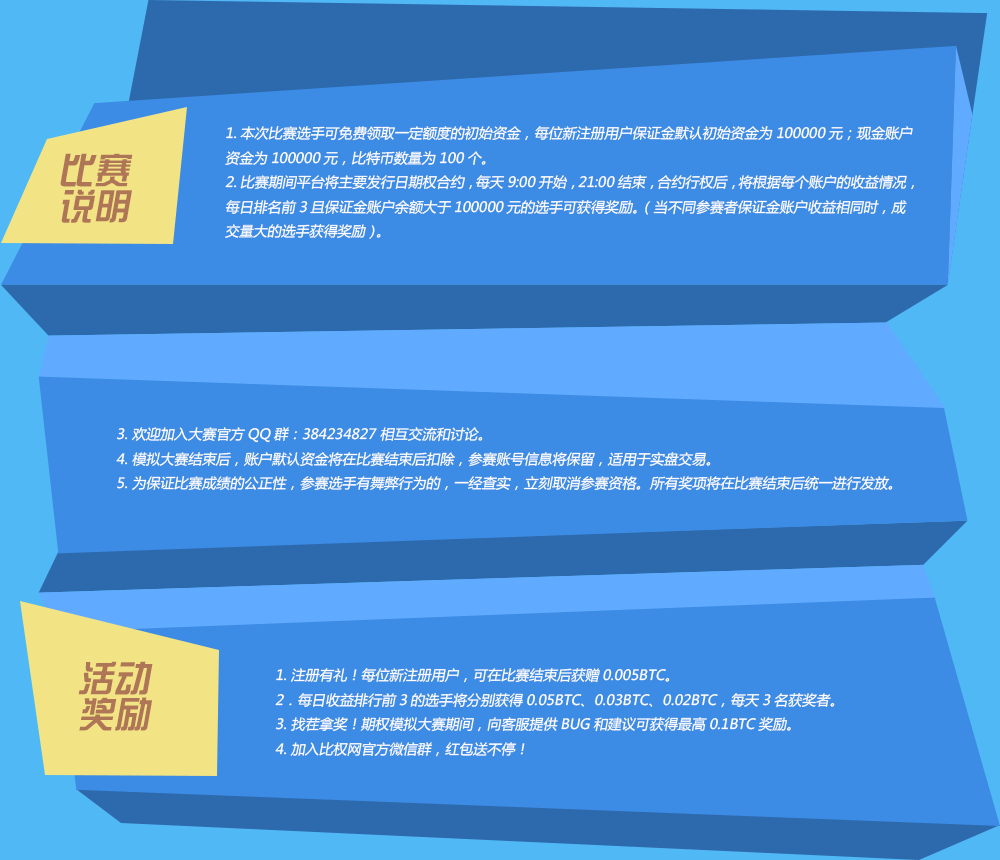 比赛
说明
1. 本次比赛选手可免费领取一定额度的初始资金，每位新注册用户保证金默认初始资金为 100000 元；现金账户
资金为 100000 元，比特币数量为 100 个。
2. 比赛期间平台将主要发行日期权合约，每天 9:00 开始，21:00 结束，合约行权后，将根据每个账户的收益情况，
每日排名前 3 且保证金账户余额大于 100000 元的选手可获得奖励。（当不同参赛者保证金账户收益相同时，成
交量大的选手获得奖励）。
3. 欢迎加入大赛官方 QQ 群：384234827 相互交流和讨论。
4. 模拟大赛结束后，账户默认资金将在比赛结束后扣除，参赛账号信息将保留，适用于实盘交易。
5. 为保证比赛成绩的公正性，参赛选手有舞弊行为的，一经查实，立刻取消参赛资格。所有奖项将在比赛结束后统一进行发放。
活动
奖励
1. 注册有礼！每位新注册用户，可在比赛结束后获赠 0.005BTC。
2．每日收益排行前 3 的选手将分别获得 0.05BTC、0.03BTC、0.02BTC，每天 3 名获奖者。
3. 找茬拿奖！期权模拟大赛期间，向客服提供 BUG 和建议可获得最高 0.1BTC 奖励。
4. 加入比权网官方微信群，红包送不停！